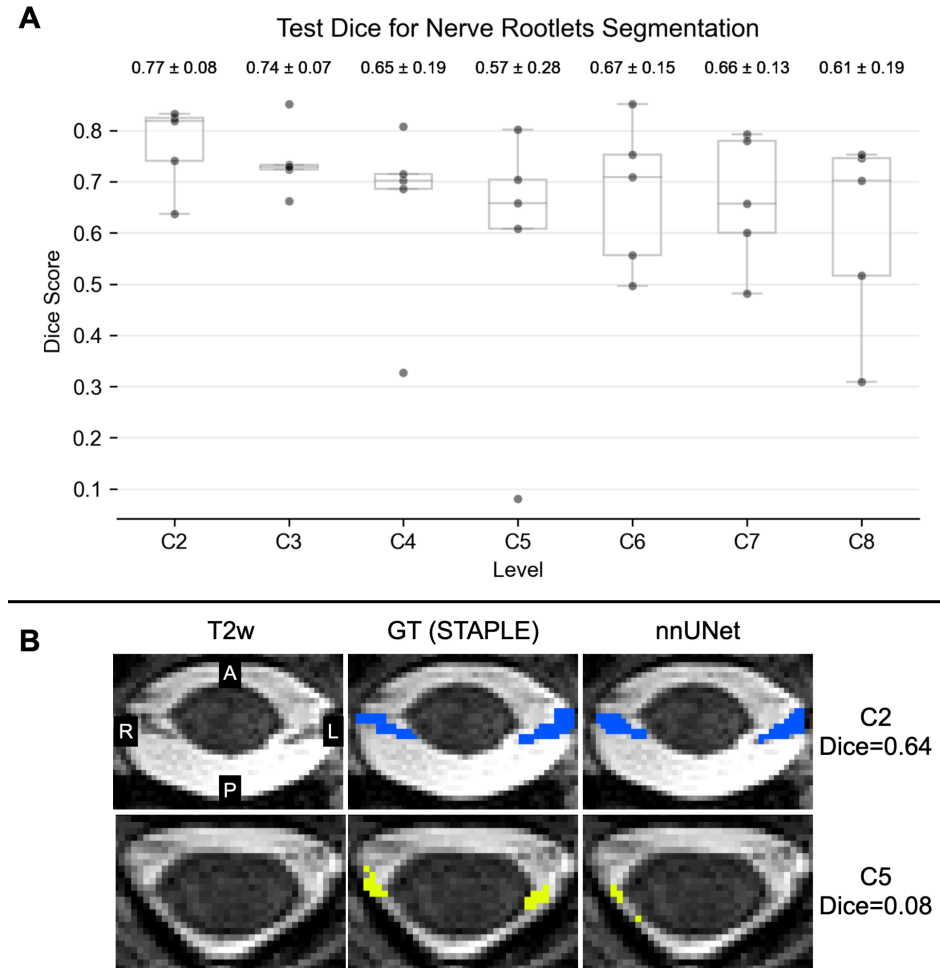 A
Test Dice for Nerve Rootlets Segmentation
0.77 ± 0.08 0.74 ± 0.07 0.65 ± 0.19 0.57 ± 0.28 0.67 ± 0.15 0.66 ± 0.13 0.61 ± 0.19
Dice Score
0.8
0.7
0.6
0.5
0.4
0.3
0.2
0.1
C2 C3 C4 C5 C6 C7 C8
Level
B
T2w GT (STAPLE) nnUNet
A
R L
P
C2
Dice=0.64
C5
Dice=0.08